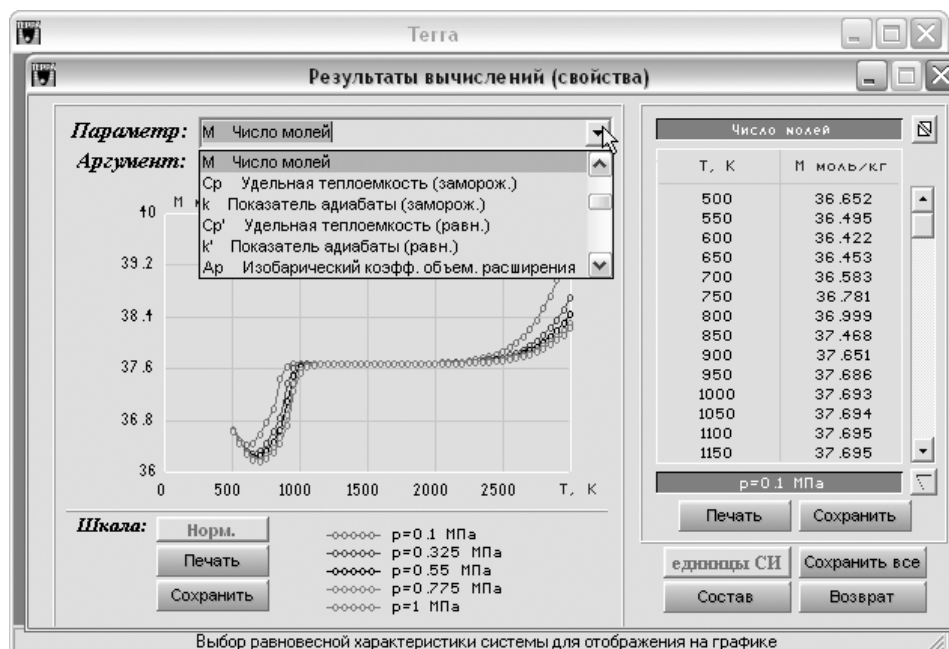 Terra
Результаты вычислений (свойства)
Параметр: M Число молей
Аргумент: M Число молей
Cp Удельная теплоемкость (заморож.)
k Показатель адиабаты (заморож.)
Cp' Удельная теплоемкость (равн.)
k' Показатель адиабаты (равн.)
Ap Изобарический коэфф. объем. расширения
40
39.2
38.4
37.6
36.8
36
0 500 1000 1500 2000 2500 T, K
Шкала:
Норм.
Печать
Сохранить
p=0.1 МПа
p=0.325 МПа
p=0.55 МПа
p=0.775 МПа
p=1 МПа
Число молей
T, K M моль/кг
500 36.652
550 36.495
600 36.422
650 36.453
700 36.583
750 36.781
800 36.999
850 37.468
900 37.651
950 37.686
1000 37.693
1050 37.694
1100 37.695
1150 37.695
p=0.1 МПа
Печать Сохранить
единицы СИ Сохранить все
Состав Возврат
Выбор равновесной характеристики системы для отображения на графике